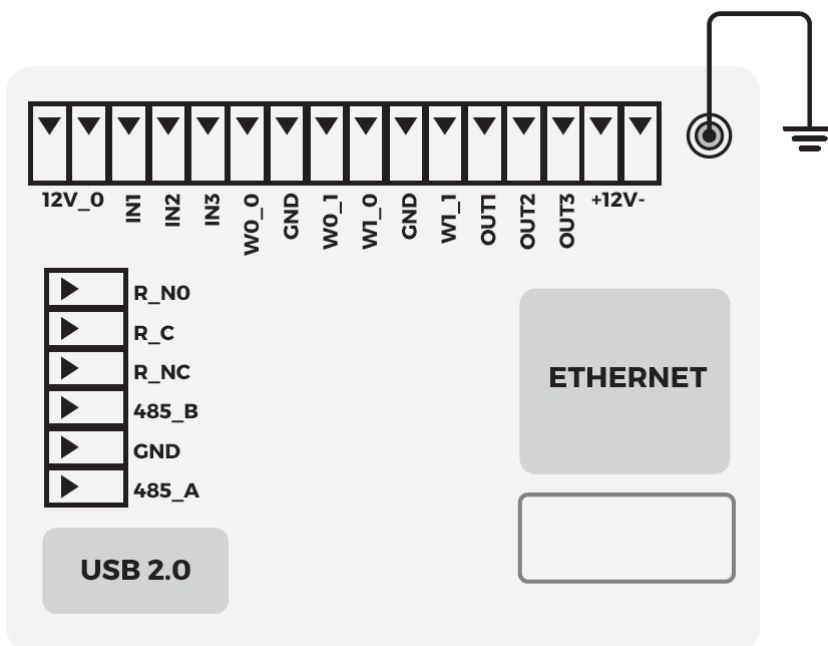 12V_0
IN1
IN2
IN3
W0_0
GND
W0_1
W1_0
GND
W1_1
OUT1
OUT2
OUT3
+12V-
R_N0
R_C
R_NC
485_B
GND
485_A
ETHERNET
USB 2.0